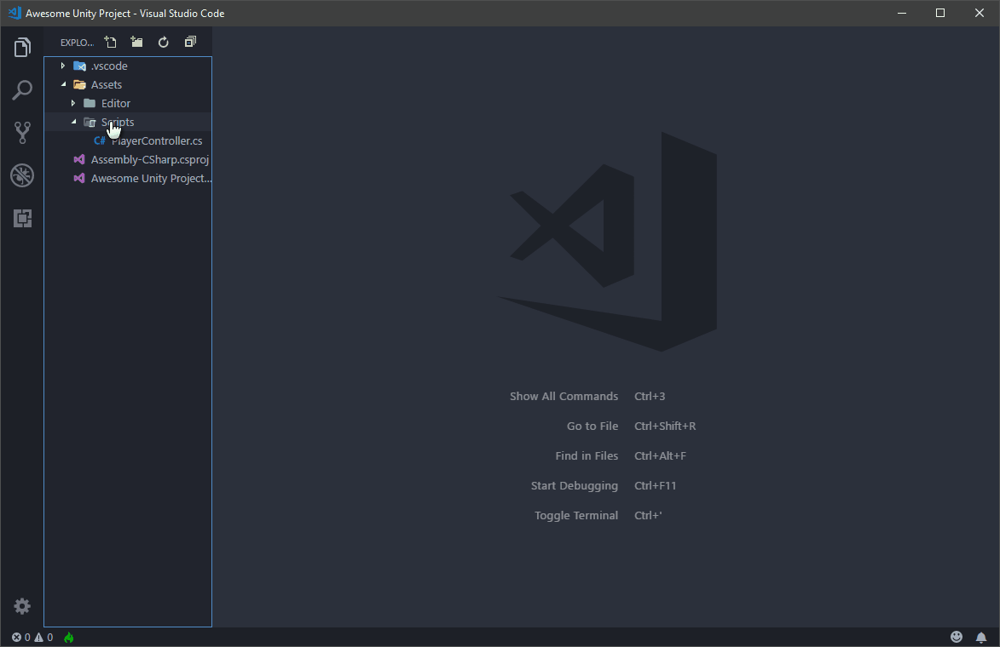 Awesome Unity Project - Visual Studio Code
EXPLO...
.vscode
Assets
Editor
Scripts
C# PlayerController.cs
Assembly-CSharp.csproj
Awesome Unity Project...
Show All Commands Ctrl+3
Go to File Ctrl+Shift+R
Find in Files Ctrl+Alt+F
Start Debugging Ctrl+F11
Toggle Terminal Ctrl+'
0 0